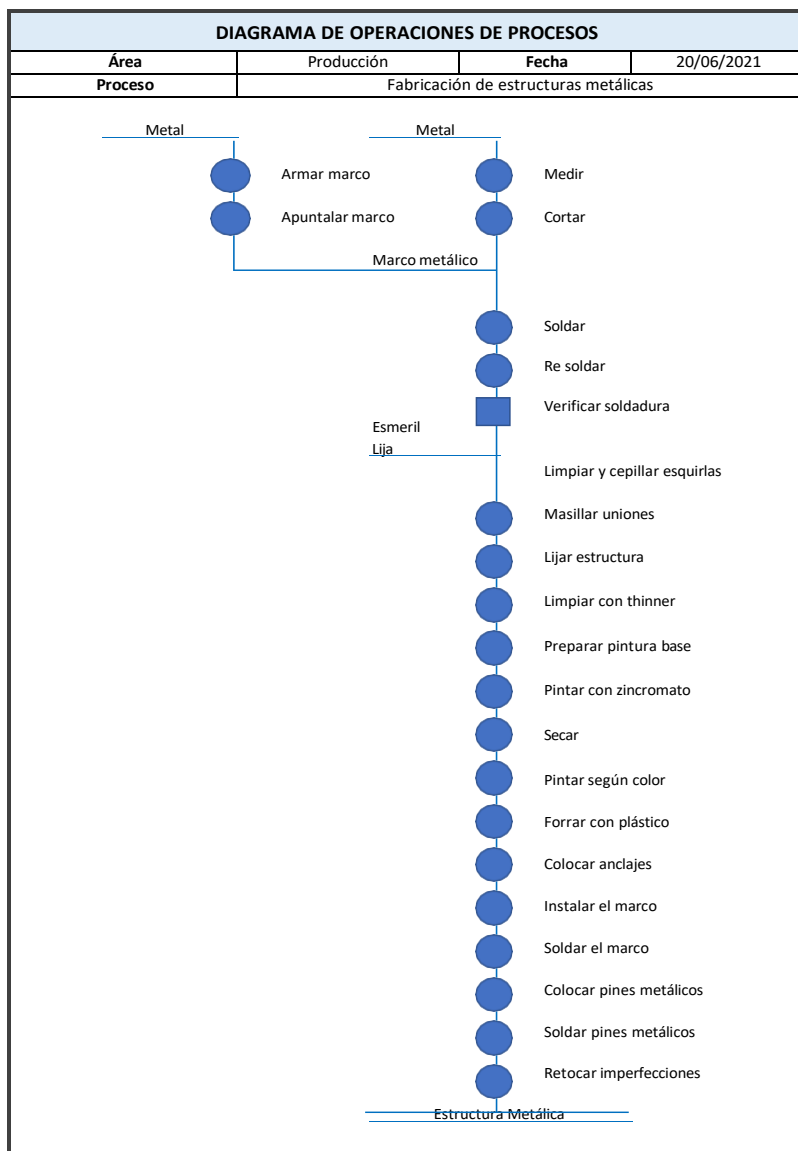 DIAGRAMA DE OPERACIONES DE PROCESOS
Área Producción Fecha 20/06/2021
Proceso Fabricación de estructuras metálicas
Metal Metal
Armar marco Medir
Apuntalar marco Cortar
Marco metálico
Soldar
Re soldar
Verificar soldadura
Esmeril
Lija
Limpiar y cepillar esquirlas
Masillar uniones
Lijar estructura
Limpiar con thinner
Preparar pintura base
Pintar con zincromato
Secar
Pintar según color
Forrar con plástico
Colocar anclajes
Instalar el marco
Soldar el marco
Colocar pines metálicos
Soldar pines metálicos
Retocar imperfecciones
Estructura Metálica